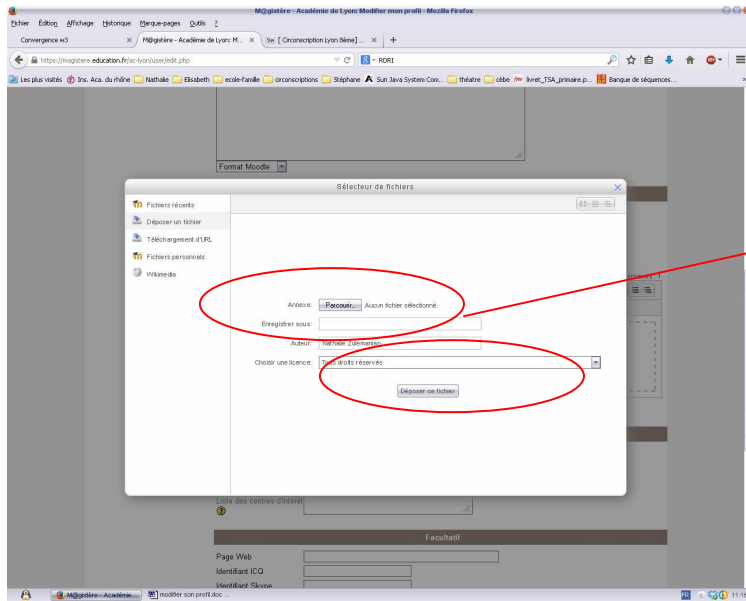 M@gistère - Académie de Lyon: Modifier mon profil - Mozilla Firefox
Fichier Édition Affichage Historique Marque-pages Outils ?
Convergence w3 × M@gistère - Académie de Lyon: M... × [ Circonscription Lyon 8ème] ... × +
https://magistere.education.fr/ac-lyon/user/edit.php RDRI
Les plus visités Ins. Aca. du rhône Nathalie Elisabeth ecole-famille circonscriptions Stéphane Sun Java System Com... théatre cèbe livret_TSA_primaire.p... Banque de séquences...
Format Moodle
Sélecteur de fichiers ×
Fichiers récents
Déposer un fichier
Téléchargement d'URL
Fichiers personnels
Wikimedia
Annexe: Parcourir... Aucun fichier sélectionné.
Enregistrer sous:
Auteur: Nathalie Zulemanian
Choisir une licence: Tous droits réservés
Déposer ce fichier
Liste des centres d'intérêt
Facultatif
Page Web
Identifiant ICQ
Identifiant Skype
M@gistère - Académie... modifier son profil.doc ... FR 11:16